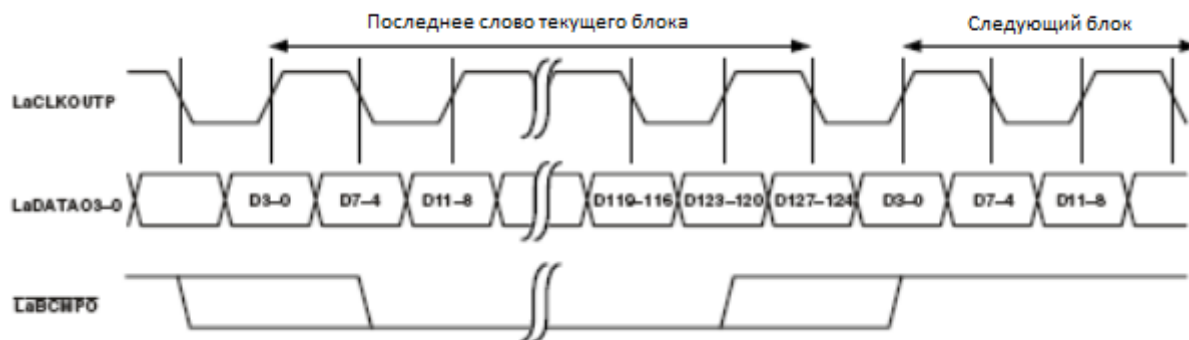 Последнее слово текущего блока
Следующий блок
LaCLKOUTP
LaDATAO3-0
D3-0
D7-4
D11-8
D119-116
D123-120
D127-124
D3-0
D7-4
D11-8
LaBCMPO